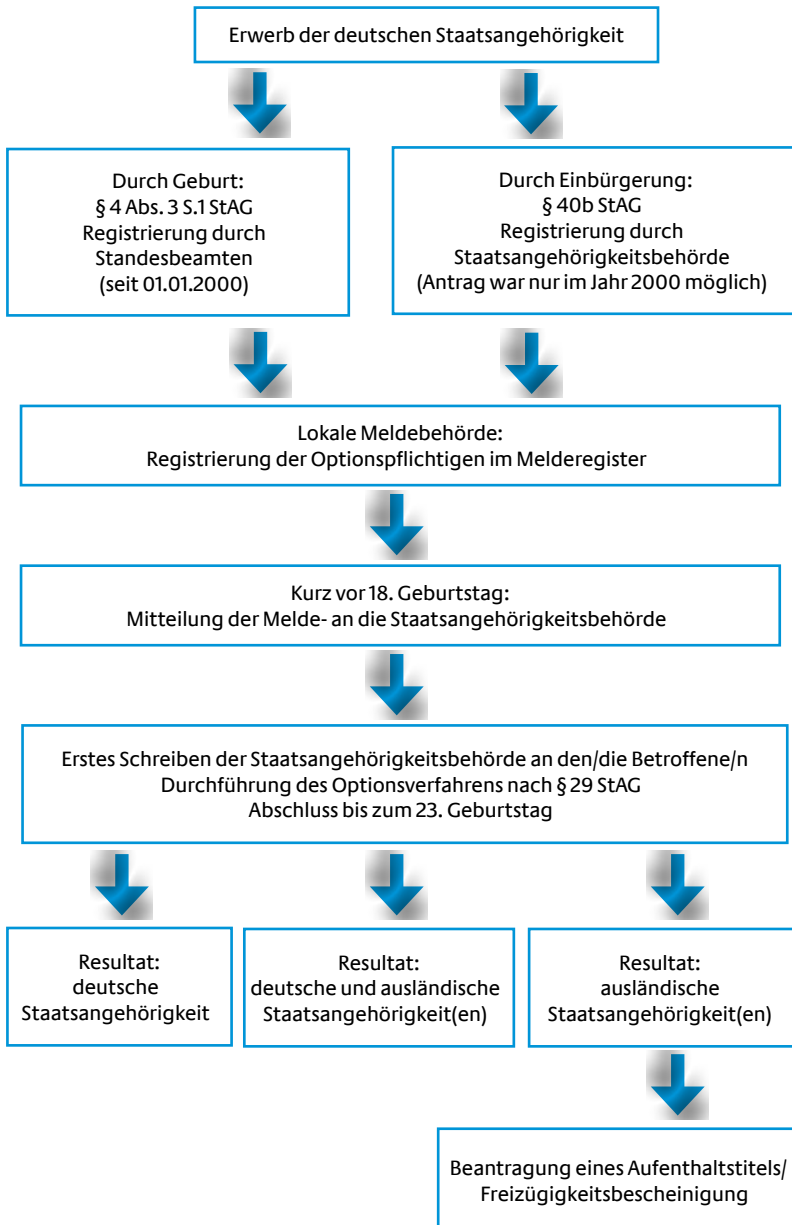 Erwerb der deutschen Staatsangehörigkeit
Durch Geburt:
§ 4 Abs. 3 S.1 StAG
Registrierung durch
Standesbeamten
(seit 01.01.2000)
Durch Einbürgerung:
§ 40b StAG
Registrierung durch
Staatsangehörigkeitsbehörde
(Antrag war nur im Jahr 2000 möglich)
Lokale Meldebehörde:
Registrierung der Optionspflichtigen im Melderegister
Kurz vor 18. Geburtstag:
Mitteilung der Melde- an die Staatsangehörigkeitsbehörde
Erstes Schreiben der Staatsangehörigkeitsbehörde an den/die Betroffene/n
Durchführung des Optionsverfahrens nach § 29 StAG
Abschluss bis zum 23. Geburtstag
Resultat:
deutsche
Staatsangehörigkeit
Resultat:
deutsche und ausländische
Staatsangehörigkeit(en)
Resultat:
ausländische
Staatsangehörigkeit(en)
Beantragung eines Aufenthaltstitels/
Freizügigkeitsbescheinigung